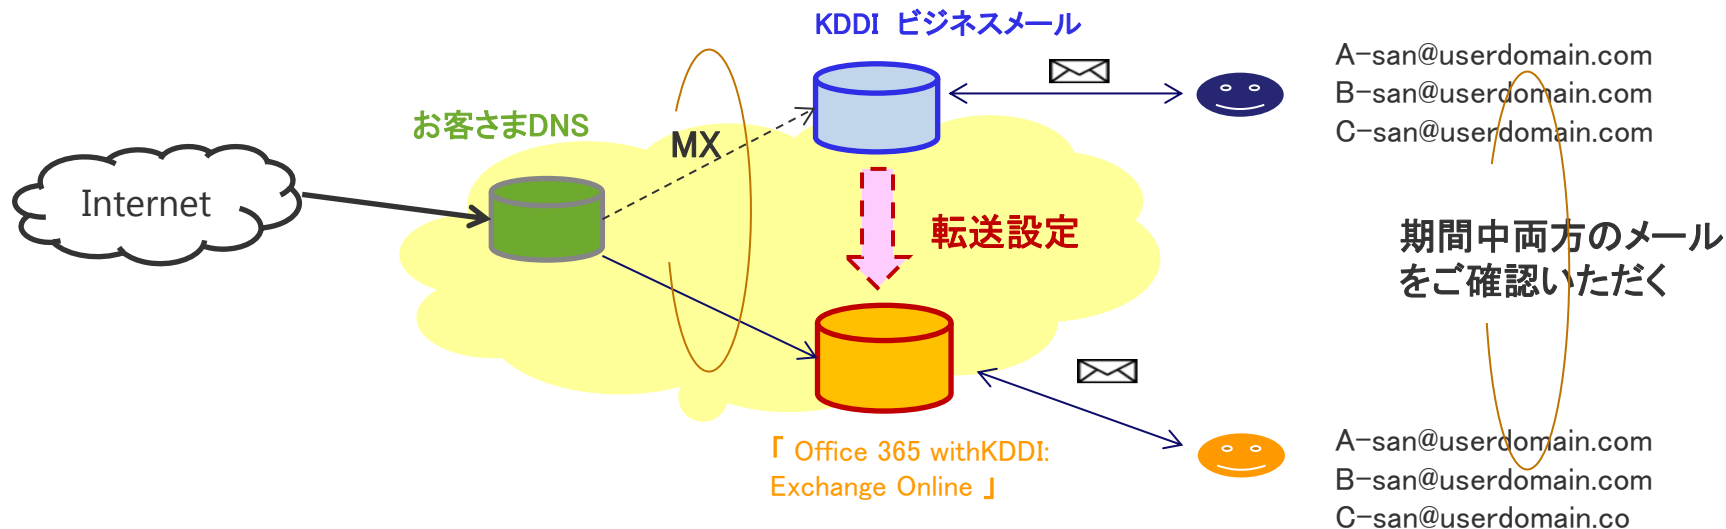 KDDI ビジネスメール
A-san@userdomain.com
B-san@userdomain.com
C-san@userdomain.com
お客さまDNS
MX
Internet
転送設定
期間中両方のメール
をご確認いただく
「 Office 365 withKDDI:
Exchange Online 」
A-san@userdomain.com
B-san@userdomain.com
C-san@userdomain.co